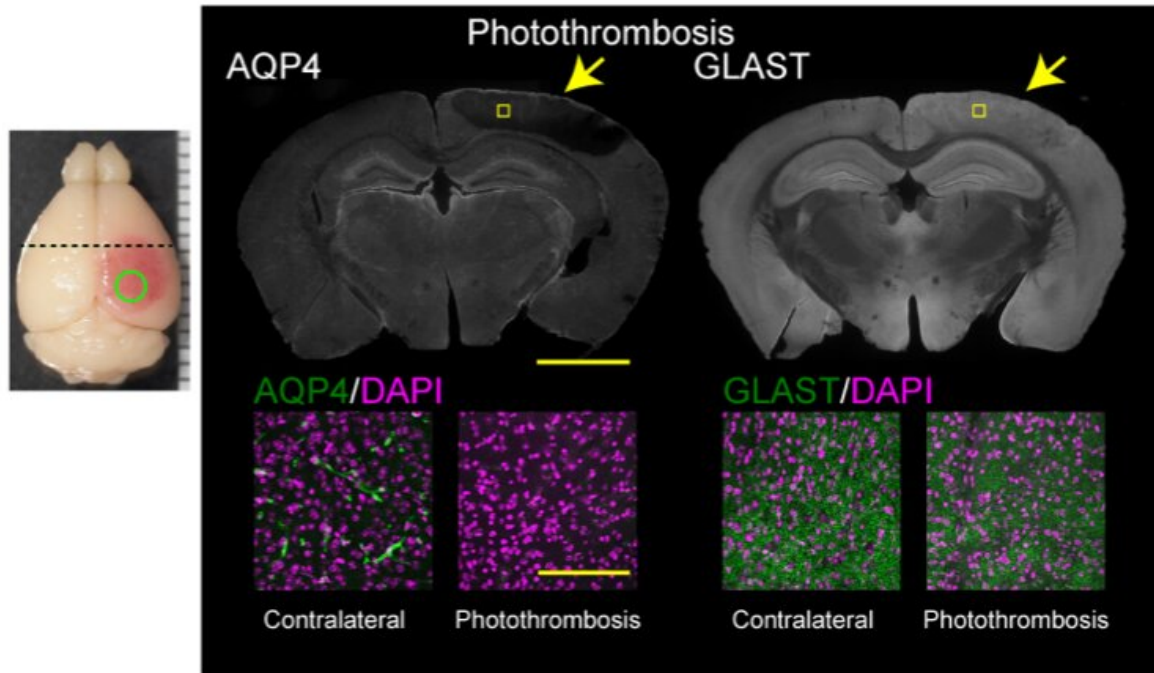 Photothrombosis
AQP4
GLAST
AQP4/DAPI
GLAST/DAPI
Contralateral
Photothrombosis
Contralateral
Photothrombosis